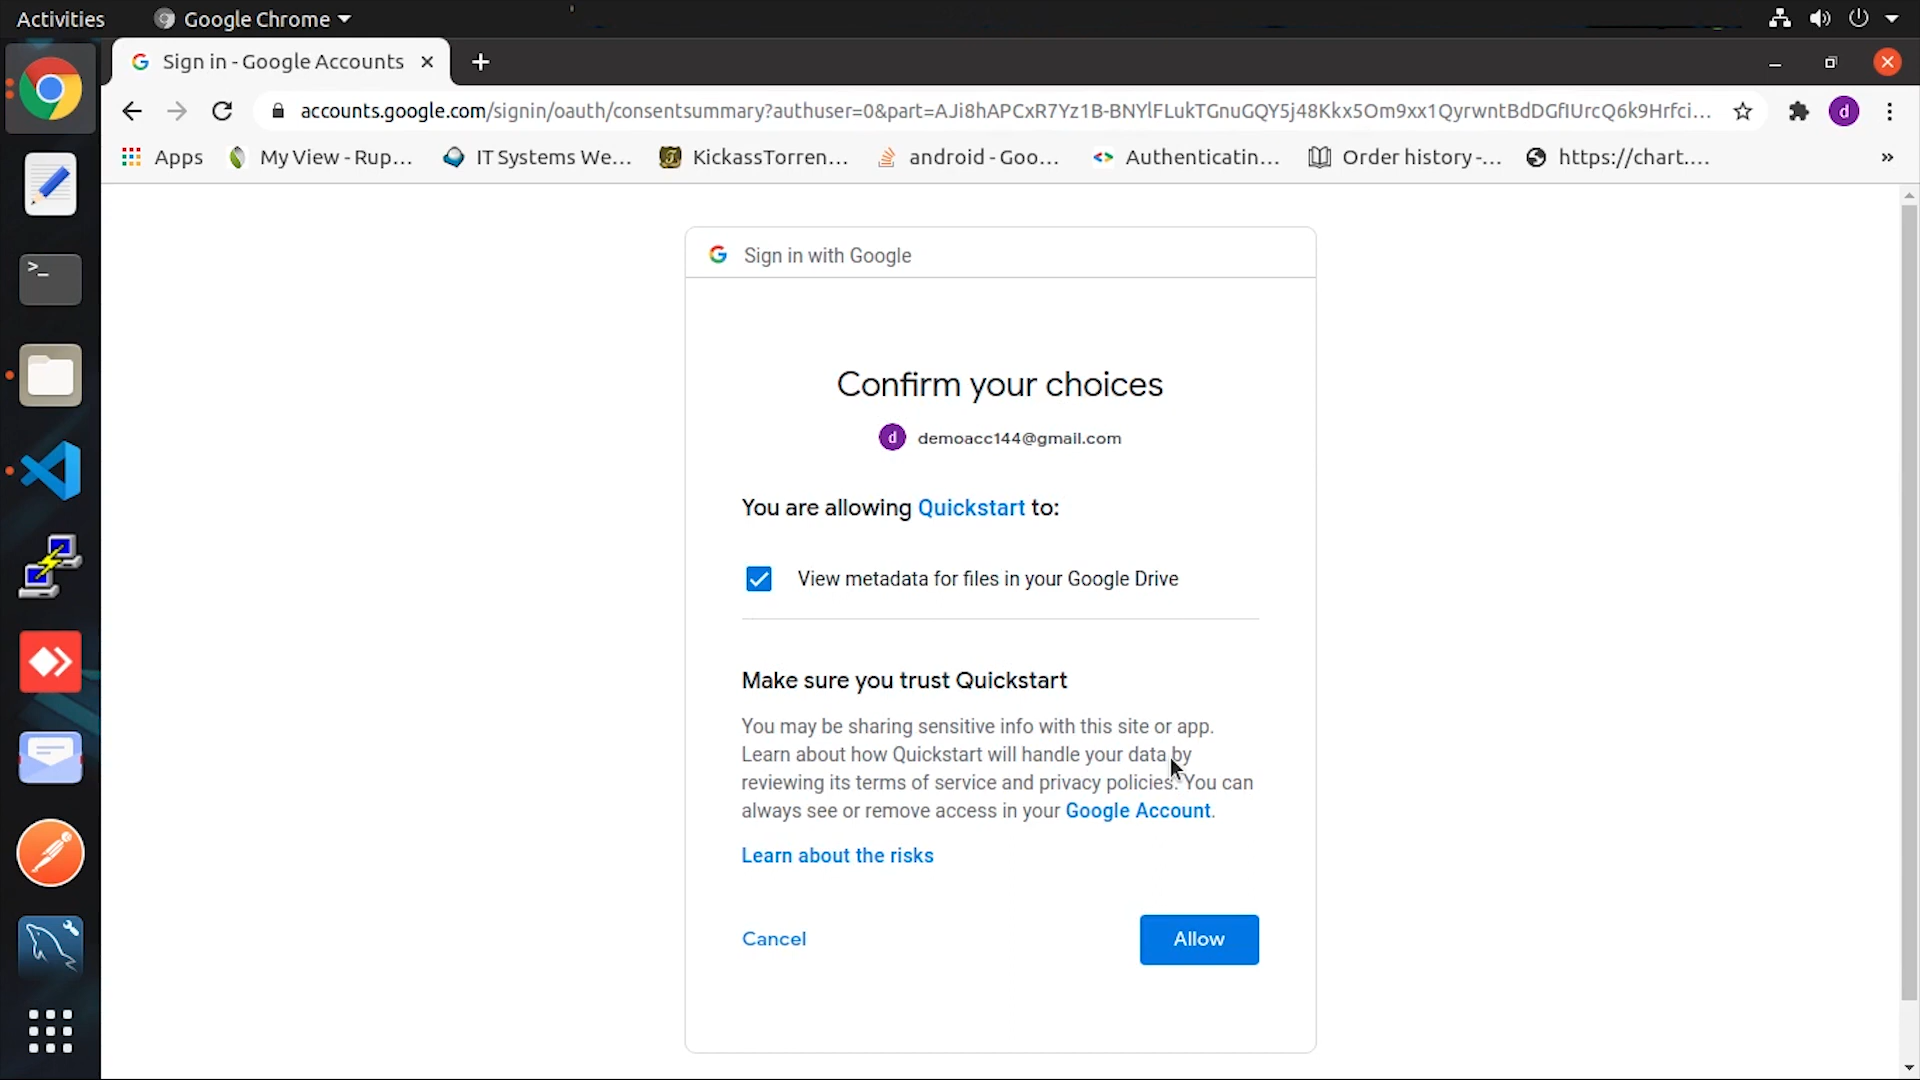 Activities
Google Chrome
Sign in - Google Accounts
accounts.google.com/signin/oauth/consentsummary?authuser=0&part=AJi8hAPCxR7Yz1B-BNYlFLukTGnuGQY5j48Kkx5Om9xx1QyrwntBdDGfIUrcQ6k9Hrfci...
d
Apps
My View - Rup...
IT Systems We...
KickassTorren...
android - Goo...
Authenticatin...
Order history -...
https://chart....
»
Sign in with Google
Confirm your choices
d demoacc144@gmail.com
You are allowing Quickstart to:
View metadata for files in your Google Drive
Make sure you trust Quickstart
You may be sharing sensitive info with this site or app.
Learn about how Quickstart will handle your data by
reviewing its terms of service and privacy policies. You can
always see or remove access in your Google Account.
Learn about the risks
Cancel
Allow